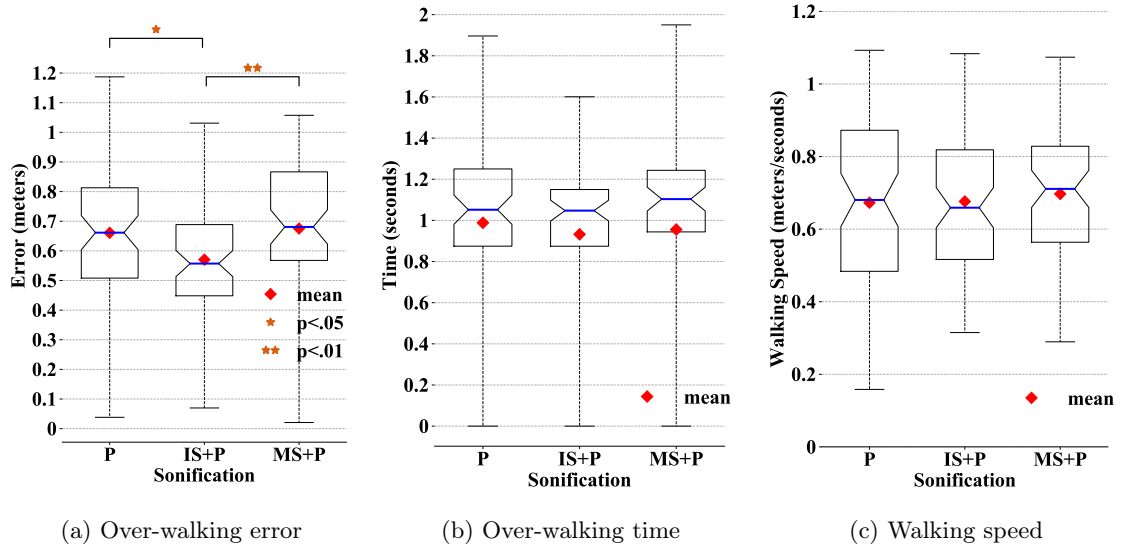 Error (meters)
1.2
1.1
1
0.9
0.8
0.7
0.6
0.5
0.4
0.3
0.2
0.1
0
mean
p<.05
p<.01
P IS+P MS+P
Sonification
(a) Over-walking error
Time (seconds)
2
1.8
1.6
1.4
1.2
1
0.8
0.6
0.4
0.2
0
mean
P IS+P MS+P
Sonification
(b) Over-walking time
Walking Speed (meters/seconds)
1.2
1
0.8
0.6
0.4
0.2
0
mean
P IS+P MS+P
Sonification
(c) Walking speed